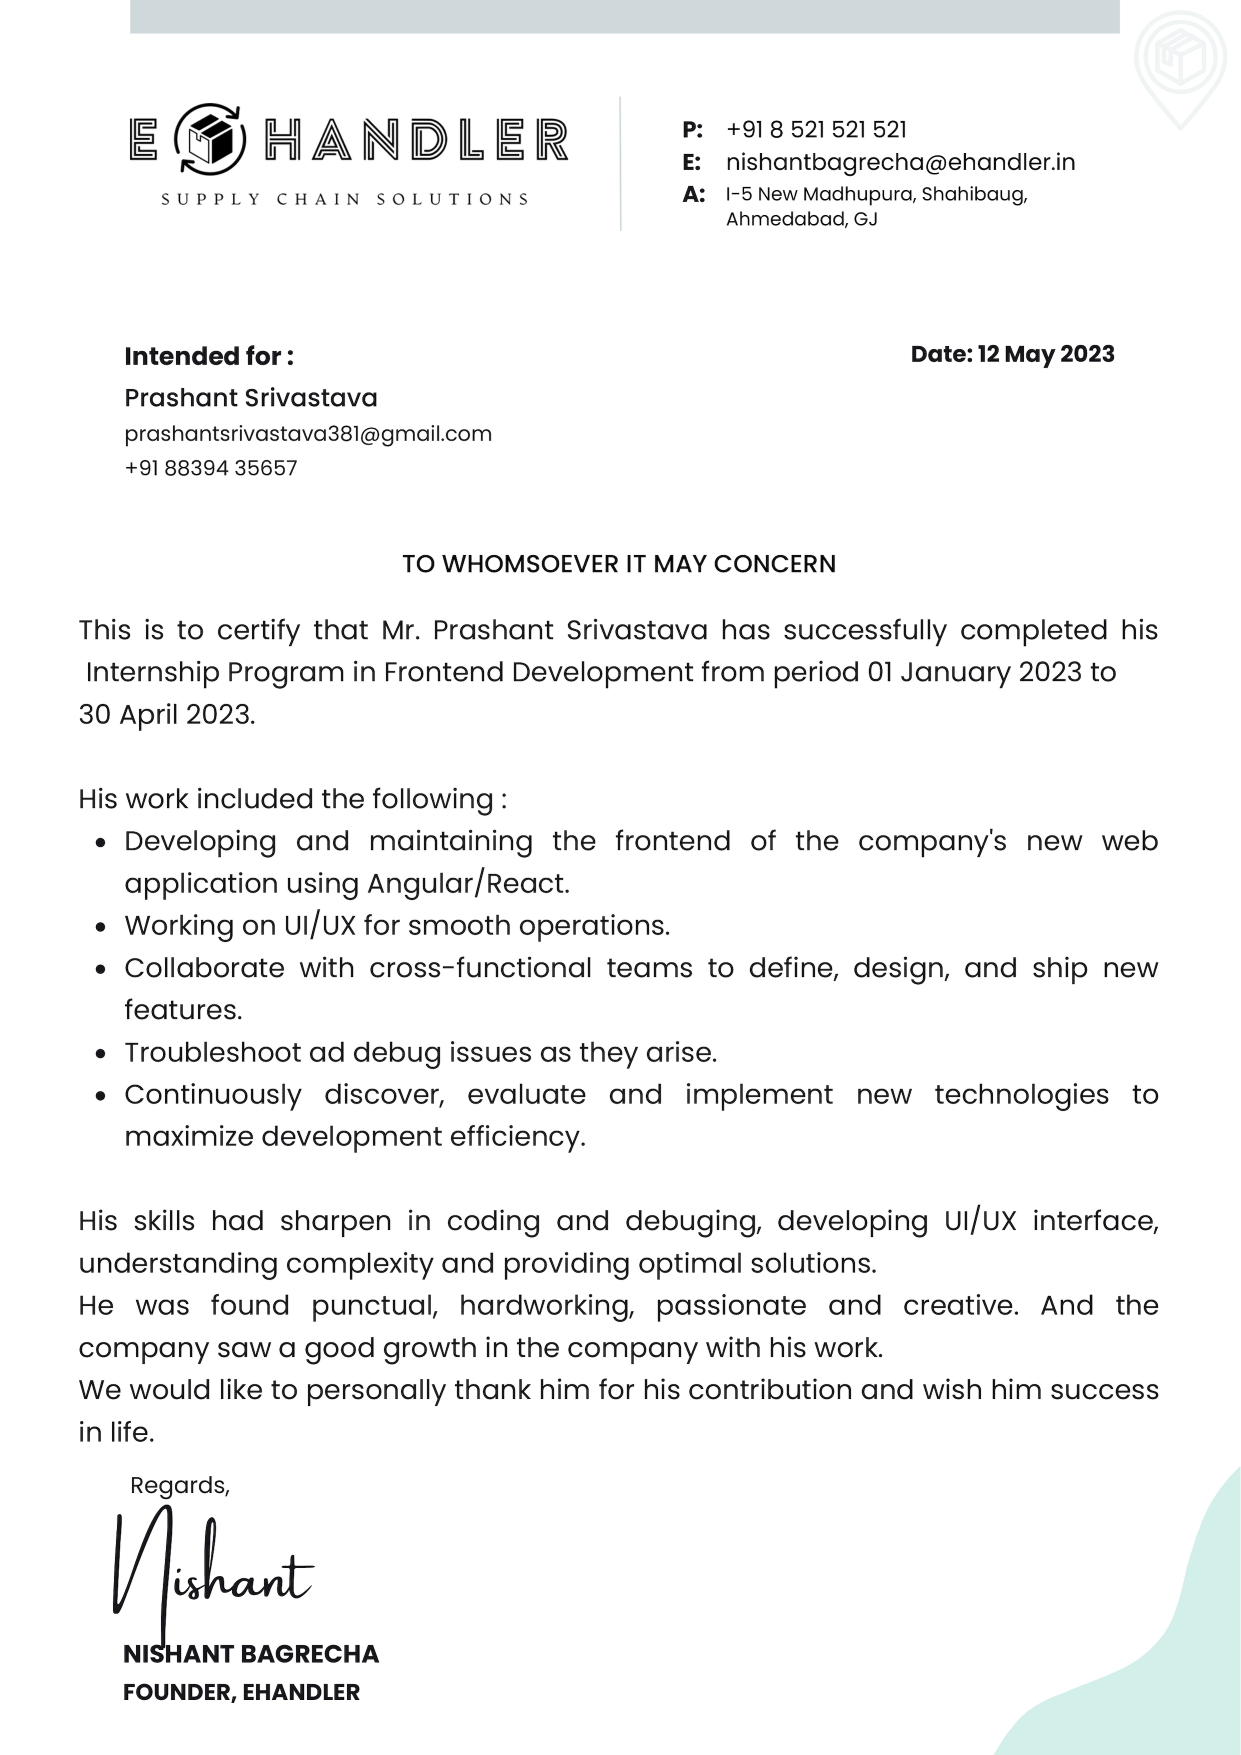 E HANDLER
SUPPLY CHAIN SOLUTIONS
P: +91 8 521 521 521
E: nishantbagrecha@ehandler.in
A: I-5 New Madhupura, Shahibaug,
Ahmedabad, GJ
Intended for :
Date: 12 May 2023
Prashant Srivastava
prashantsrivastava381@gmail.com
+91 88394 35657
TO WHOMSOEVER IT MAY CONCERN
This is to certify that Mr. Prashant Srivastava has successfully completed his
Internship Program in Frontend Development from period 01 January 2023 to
30 April 2023.
His work included the following :
• Developing and maintaining the frontend of the company's new web
application using Angular/React.
• Working on UI/UX for smooth operations.
• Collaborate with cross-functional teams to define, design, and ship new
features.
• Troubleshoot ad debug issues as they arise.
• Continuously discover, evaluate and implement new technologies to
maximize development efficiency.
His skills had sharpen in coding and debuging, developing UI/UX interface,
understanding complexity and providing optimal solutions.
He was found punctual, hardworking, passionate and creative. And the
company saw a good growth in the company with his work.
We would like to personally thank him for his contribution and wish him success
in life.
Regards,
Nishant
NISHANT BAGRECHA
FOUNDER, EHANDLER